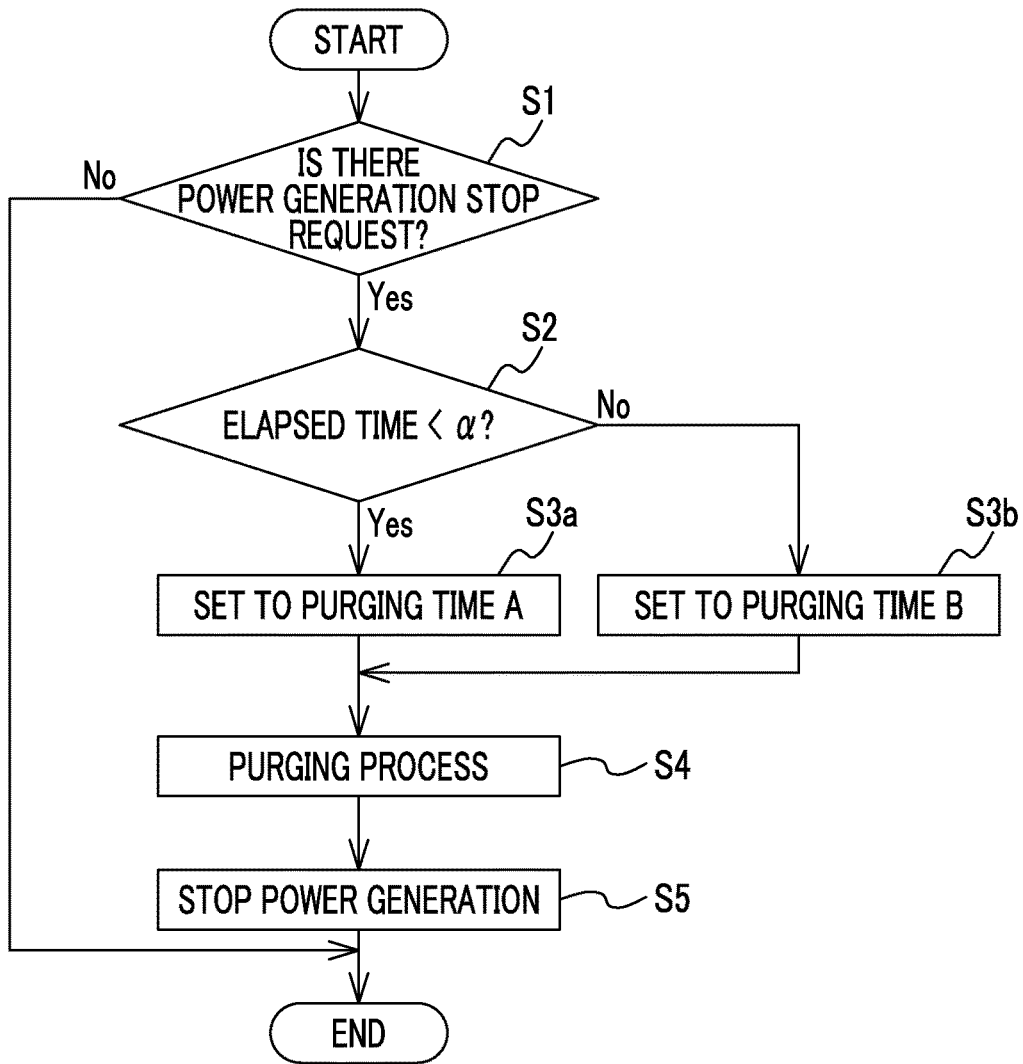 START
S1
IS THERE
POWER GENERATION STOP
REQUEST?
No
Yes
S2
ELAPSED TIME < α?
No
Yes
S3a
SET TO PURGING TIME A
S3b
SET TO PURGING TIME B
PURGING PROCESS
S4
STOP POWER GENERATION
S5
END